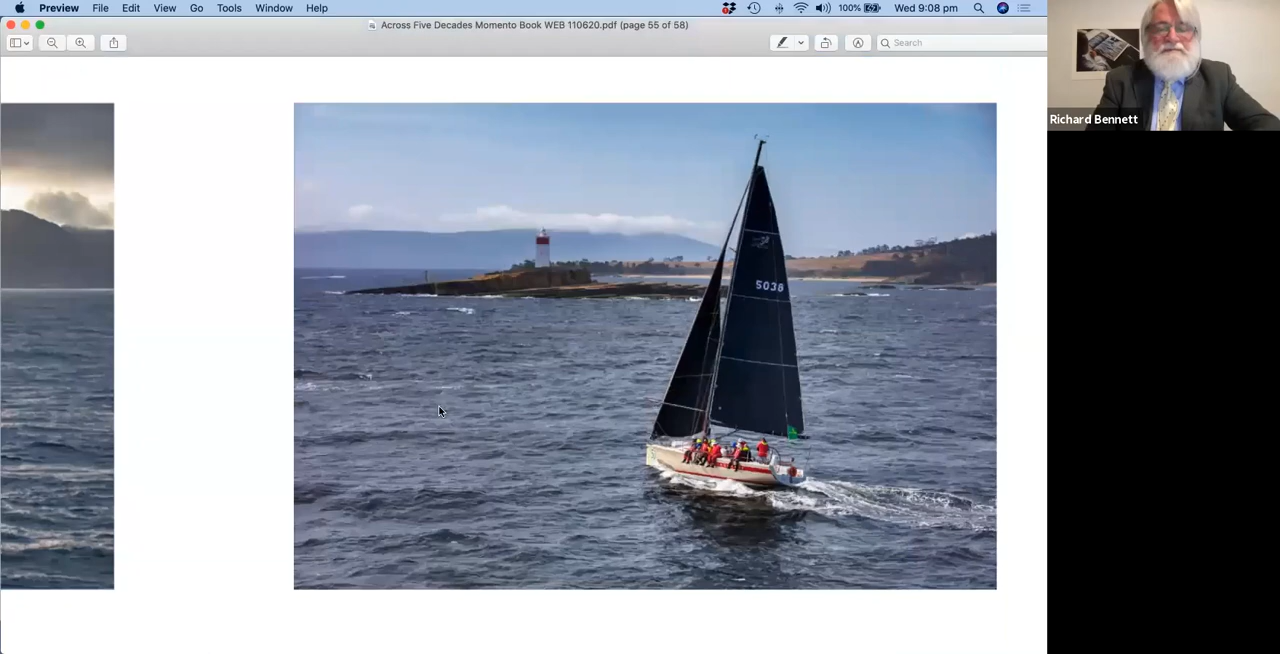 Preview File Edit View Go Tools Window Help 100% Wed 9:08 pm
Across Five Decades Momento Book WEB 110620.pdf (page 55 of 58)
Search
Richard Bennett
5038